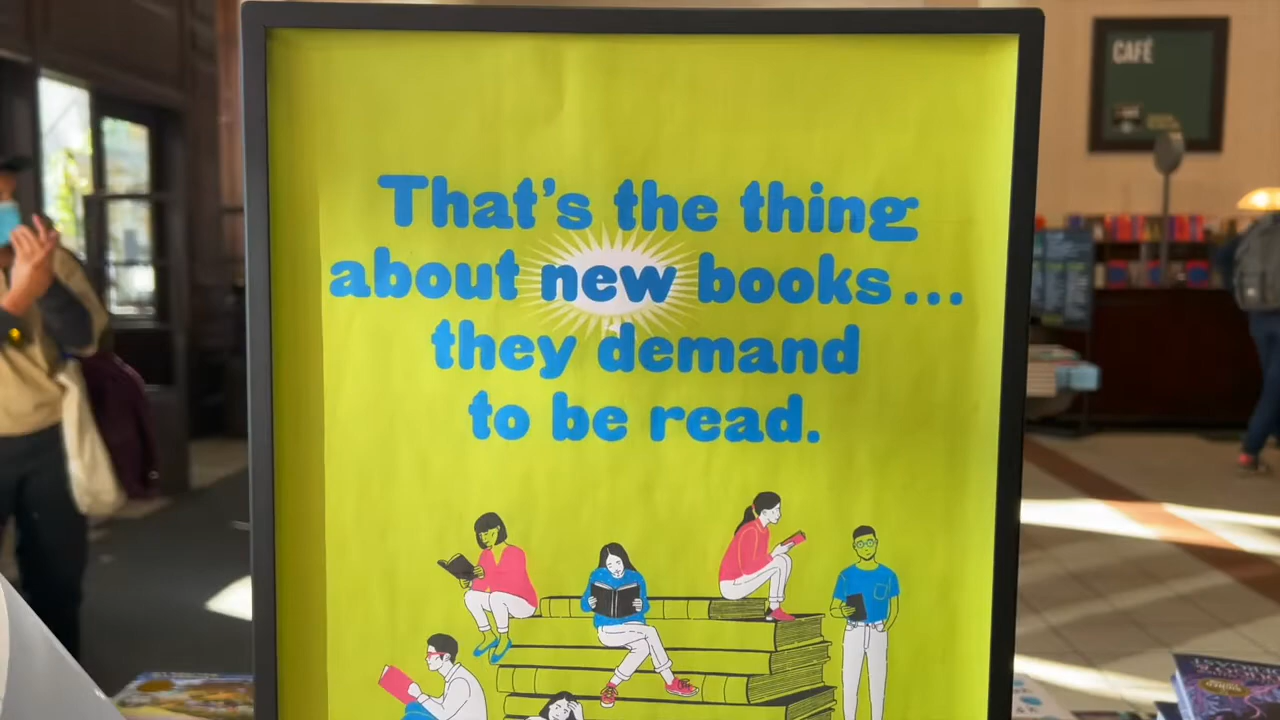 That's the thing
about new books...
they demand
to be read.
CAFÉ